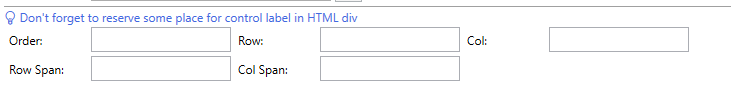 Don't forget to reserve some place for control label in HTML div
Order: Row: Col:
Row Span: Col Span: